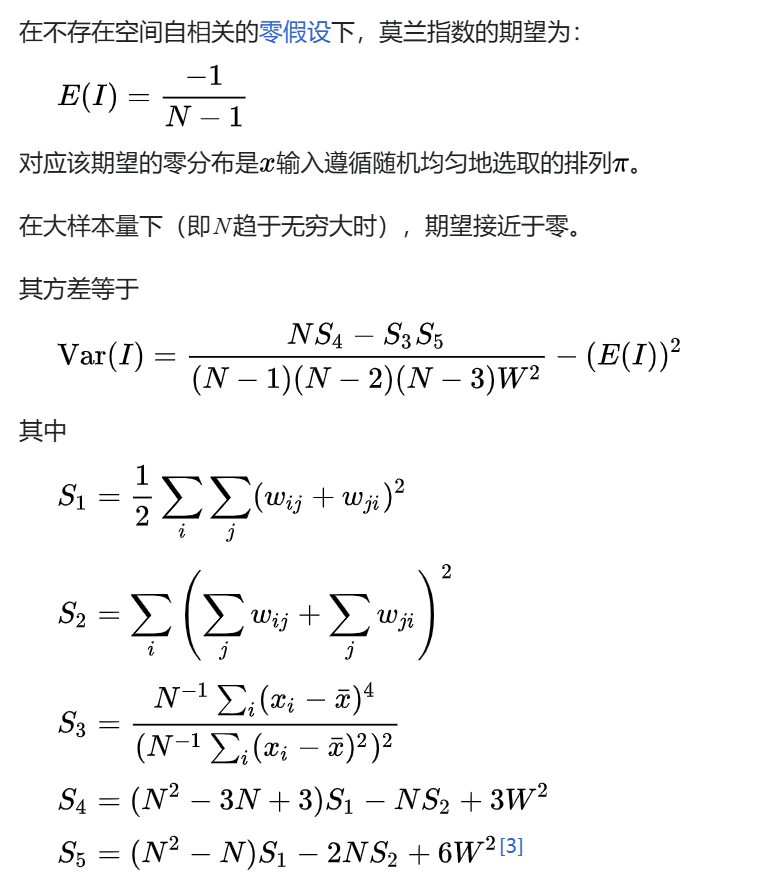 在不存在空间自相关的零假设下，莫兰指数的期望为：
E(I) = \frac{-1}{N-1}
对应该期望的零分布是x输入遵循随机均匀地选取的排列π。
在大样本量下（即N趋于无穷大时），期望接近于零。
其方差等于
Var(I) = \frac{NS_4 - S_3S_5}{(N-1)(N-2)(N-3)W^2} - (E(I))^2
其中
S_1 = \frac{1}{2} \sum_i \sum_j (w_{ij} + w_{ji})^2
S_2 = \sum_i \left( \sum_j w_{ij} + \sum_j w_{ji} \right)^2
S_3 = \frac{N^{-1} \sum_i (x_i - \bar{x})^4}{(N^{-1} \sum_i (x_i - \bar{x})^2)^2}
S_4 = (N^2 - 3N + 3)S_1 - NS_2 + 3W^2
S_5 = (N^2 - N)S_1 - 2NS_2 + 6W^2 [3]